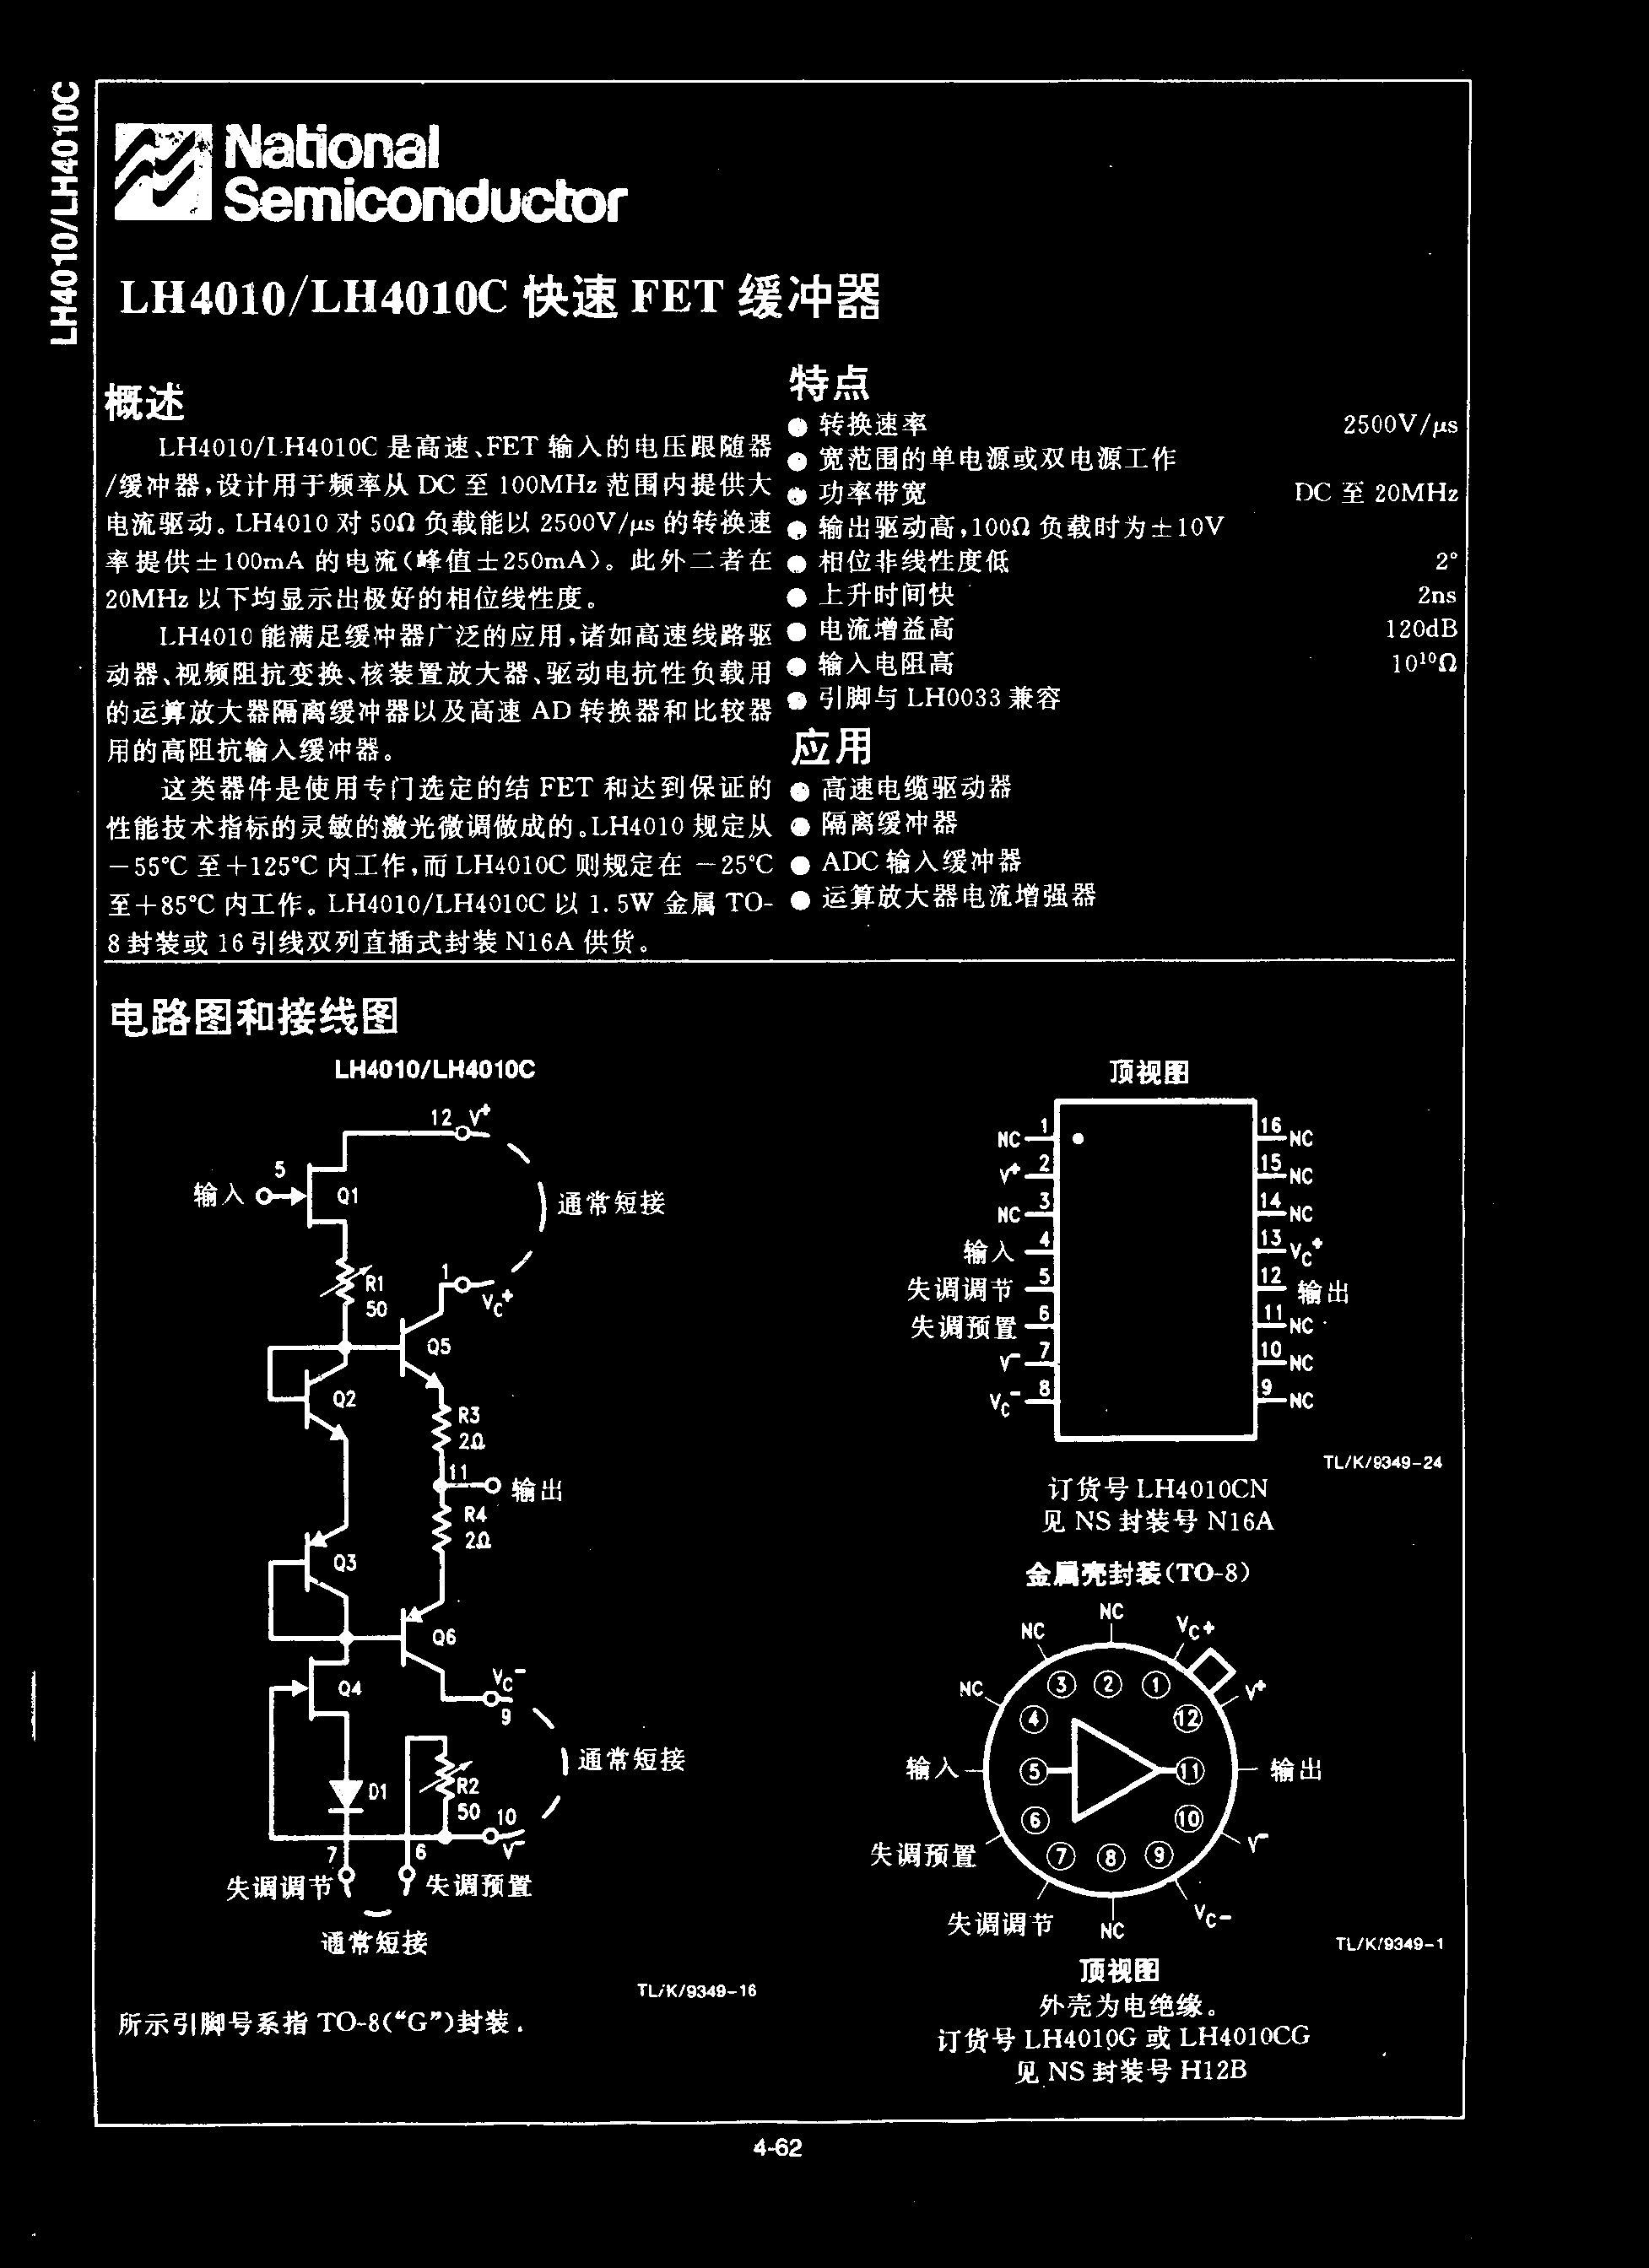 LH4010/LH4010C
National
Semiconductor
LH4010/LH4010C 快速 FET 缓冲器
概述
LH4010/LH4010C 是高速、FET 输入的电压跟随器
/缓冲器,设计用于频率从 DC 至 100MHz 范围内提供大
电流驱动。LH4010 对 50Ω 负载能以 2500V/μs 的转换速
率提供±100mA 的电流(峰值±250mA)。此外二者在
20MHz 以下均显示出极好的相位线性度。
LH4010 能满足缓冲器广泛的应用,诸如高速线路驱
动器、视频阻抗变换、核装置放大器、驱动电抗性负载用
的运算放大器隔离缓冲器以及高速 AD 转换器和比较器
用的高阻抗输入缓冲器。
这类器件是使用专门选定的结 FET 和达到保证的
性能技术指标的灵敏的激光微调做成的。LH4010 规定从
-55℃ 至+125℃ 内工作,而 LH4010C 则规定在 -25℃
至+85℃ 内工作。LH4010/LH4010C 以 1.5W 金属 TO-
8 封装或 16 引线双列直插式封装 N16A 供货。
特点
● 转换速率 2500V/μs
● 宽范围的单电源或双电源工作
● 功率带宽 DC 至 20MHz
● 输出驱动高,100Ω 负载时为±10V
● 相位非线性度低 2°
● 上升时间快 2ns
● 电流增益高 120dB
● 输入电阻高 10¹⁰Ω
● 引脚与 LH0033 兼容
应用
● 高速电缆驱动器
● 隔离缓冲器
● ADC 输入缓冲器
● 运算放大器电流增强器
电路图和接线图
LH4010/LH4010C
12 V+
5
输入
Q1
通常短接
R1
50
1
VC+
Q5
Q2
R3
2Ω
11
输出
R4
2Ω
Q3
Q6
VC-
9
Q4
通常短接
D1
R2
50
10
V-
7
6
失调调节
失调预置
通常短接
TL/K/9349-16
所示引脚号系指 TO-8("G")封装.
顶视图
NC 1
16 NC
V+ 2
15 NC
NC 3
14 NC
输入 4
13 VC+
失调调节 5
12 输出
失调预置 6
11 NC
V- 7
10 NC
VC- 8
9 NC
TL/K/9349-24
订货号 LH4010CN
见 NS 封装号 N16A
金属壳封装(TO-8)
NC
NC
VC+
NC
V+
③ ② ①
④ ⑫
输入
⑤ ⑪
输出
⑥ ⑩
失调预置
V-
⑦ ⑧ ⑨
失调调节
NC
VC-
TL/K/9349-1
顶视图
外壳为电绝缘。
订货号 LH4010G 或 LH4010CG
见 NS 封装号 H12B
4-62